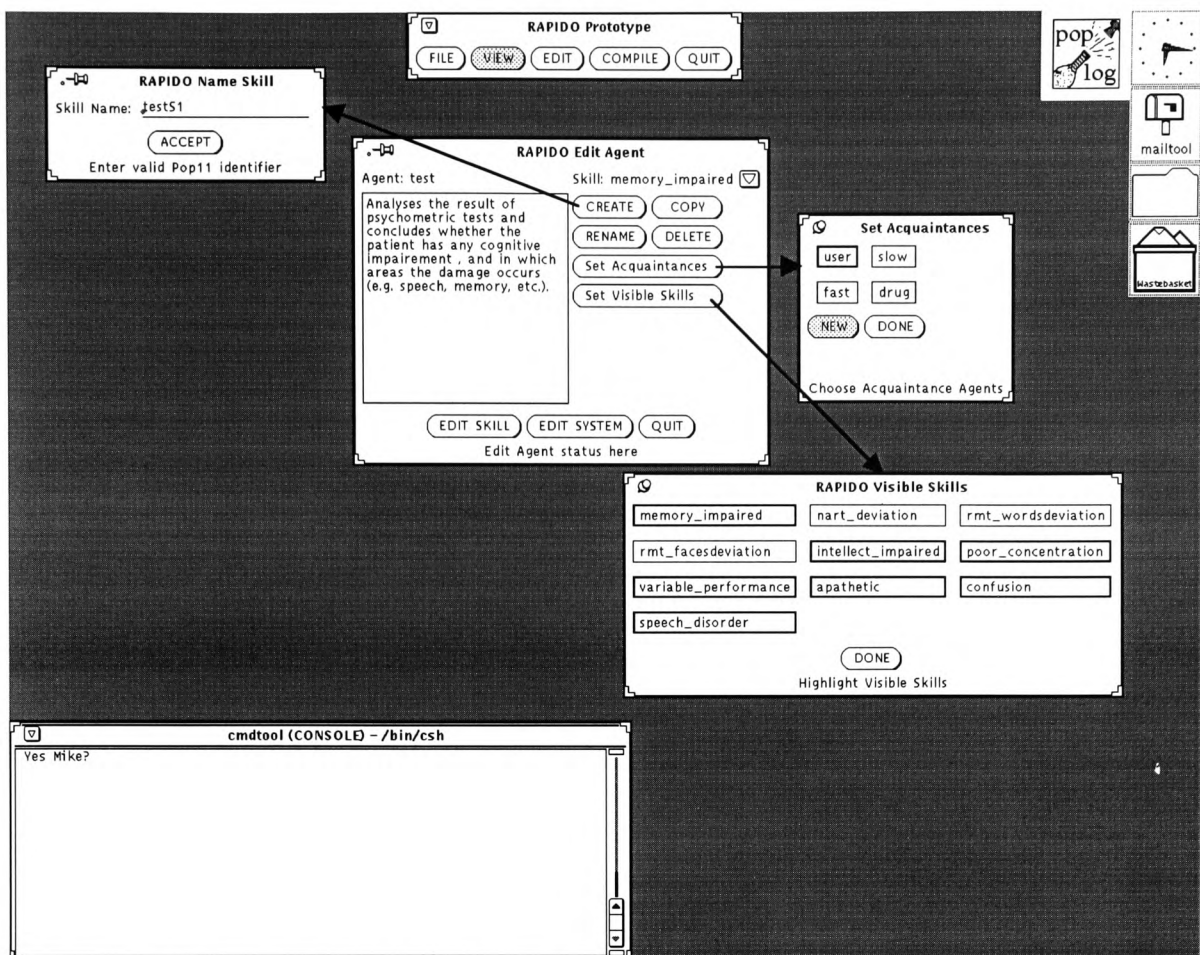 RAPIDO Prototype
FILE VIEW EDIT COMPILE QUIT
pop
log
mailtool
Wastebasket
RAPIDO Name Skill
Skill Name: testS1
ACCEPT
Enter valid Pop11 identifier
RAPIDO Edit Agent
Agent: test Skill: memory_impaired
Analyses the result of
psychometric tests and
concludes whether the
patient has any cognitive
impairement , and in which
areas the damage occurs
(e.g. speech, memory, etc.).
CREATE COPY
RENAME DELETE
Set Acquaintances
Set Visible Skills
EDIT SKILL EDIT SYSTEM QUIT
Edit Agent status here
Set Acquaintances
user slow
fast drug
NEW DONE
Choose Acquaintance Agents
RAPIDO Visible Skills
memory_impaired nart_deviation rmt_wordsdeviation
rmt_facesdeviation intellect_impaired poor_concentration
variable_performance apathetic confusion
speech_disorder
DONE
Highlight Visible Skills
cmdtool (CONSOLE) - /bin/csh
Yes Mike?